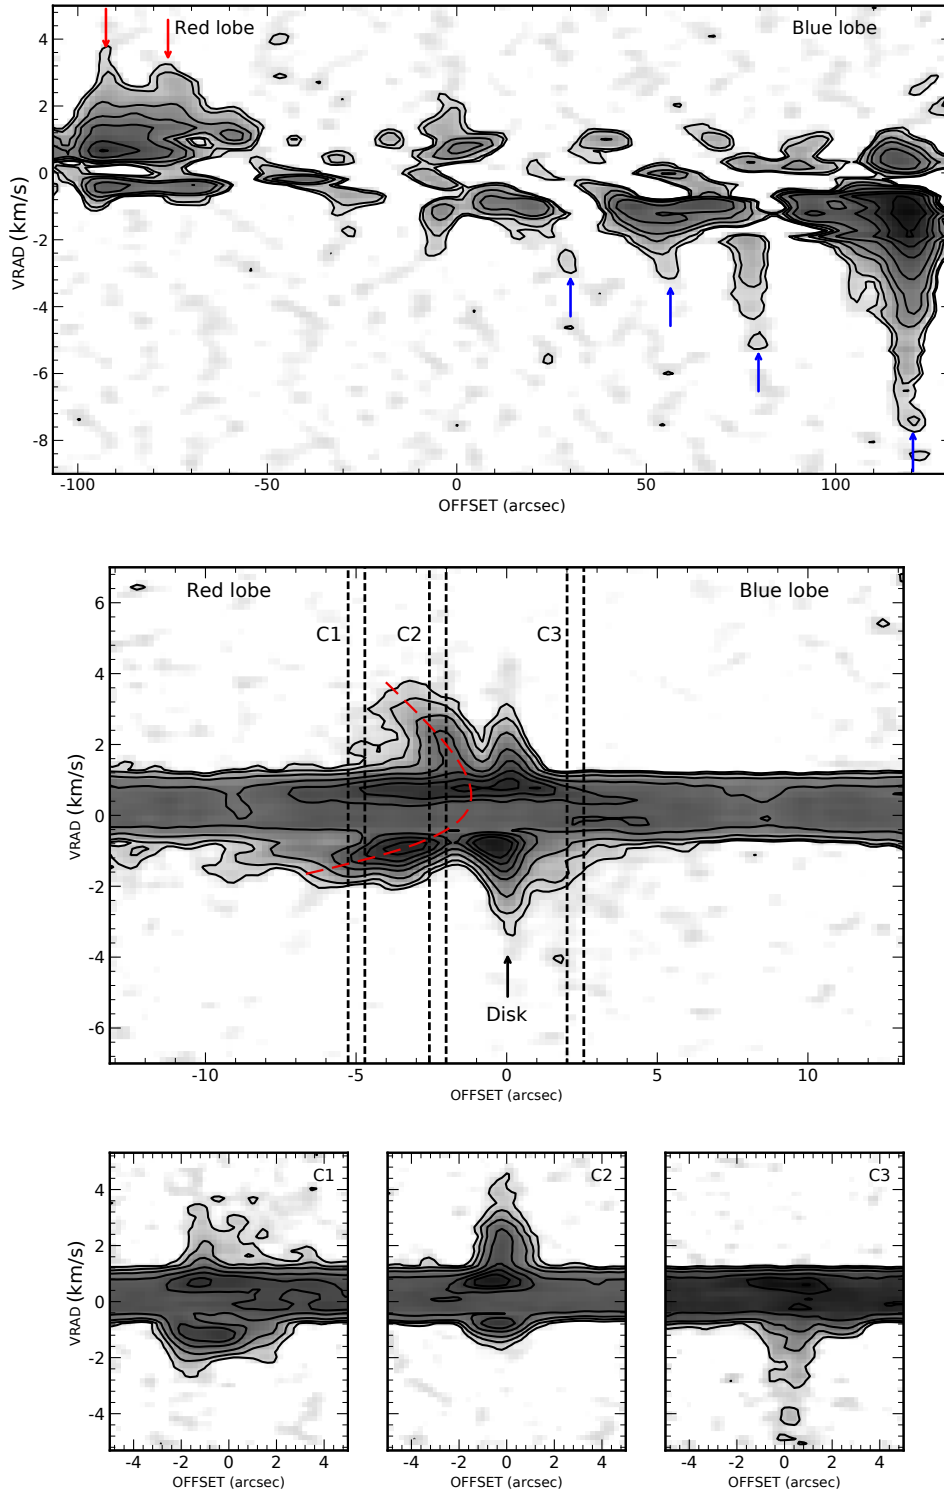 Red lobe
Blue lobe
4
2
0
-2
-4
-6
-8
VRAD (km/s)
-100
-50
0
50
100
OFFSET (arcsec)
Red lobe
Blue lobe
C1
C2
C3
6
4
2
0
-2
-4
-6
VRAD (km/s)
Disk
-10
-5
0
5
10
OFFSET (arcsec)
C1
C2
C3
4
2
0
-2
-4
VRAD (km/s)
-4
-2
0
2
4
-4
-2
0
2
4
-4
-2
0
2
4
OFFSET (arcsec)
OFFSET (arcsec)
OFFSET (arcsec)